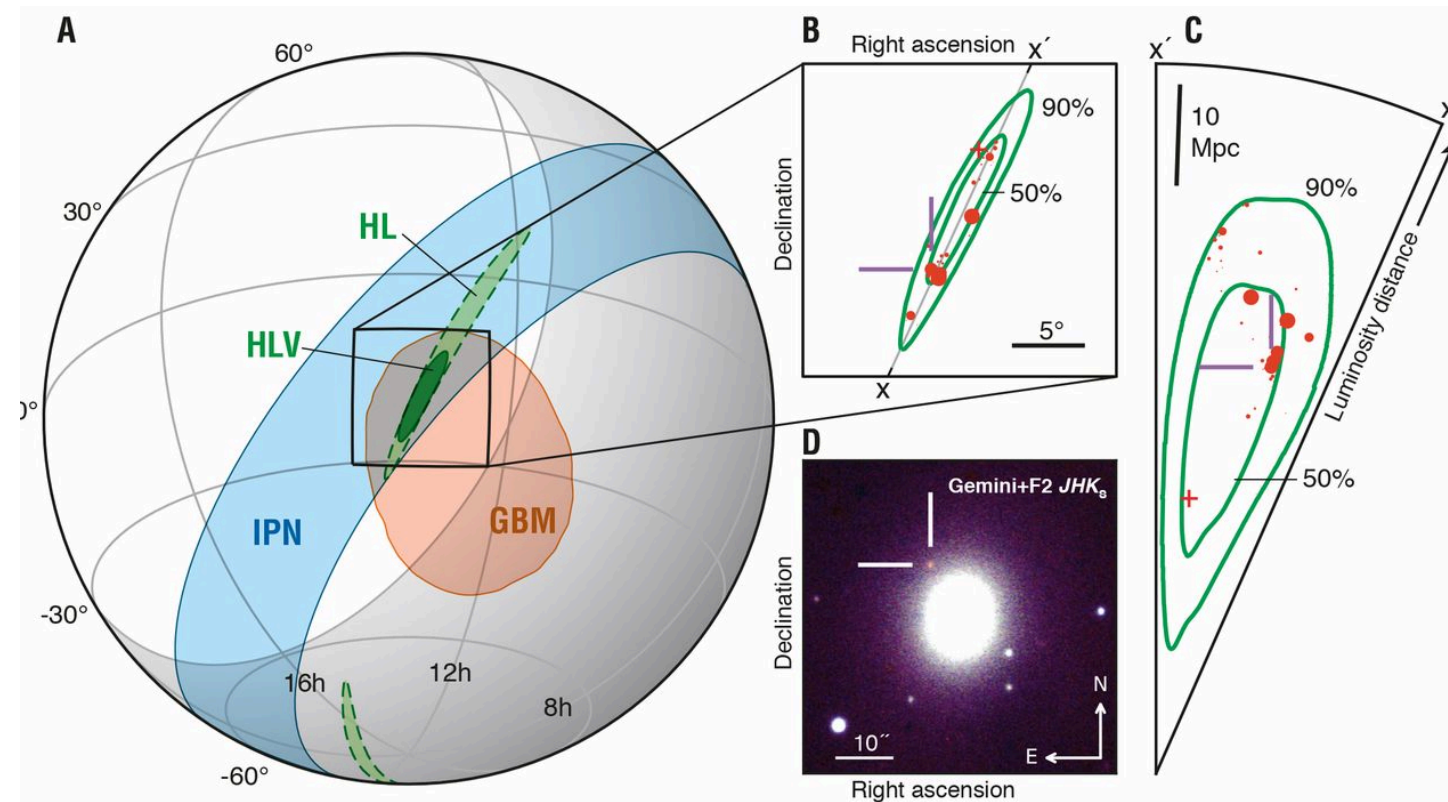 A
60°
30°
0°
-30°
-60°
HL
HLV
IPN
GBM
16h
12h
8h
B
Right ascension
X´
90%
50%
Declination
5°
X
C
X´
X
10
Mpc
90%
Luminosity distance
50%
D
Gemini+F2 JHKs
Declination
10´´
N
E
Right ascension